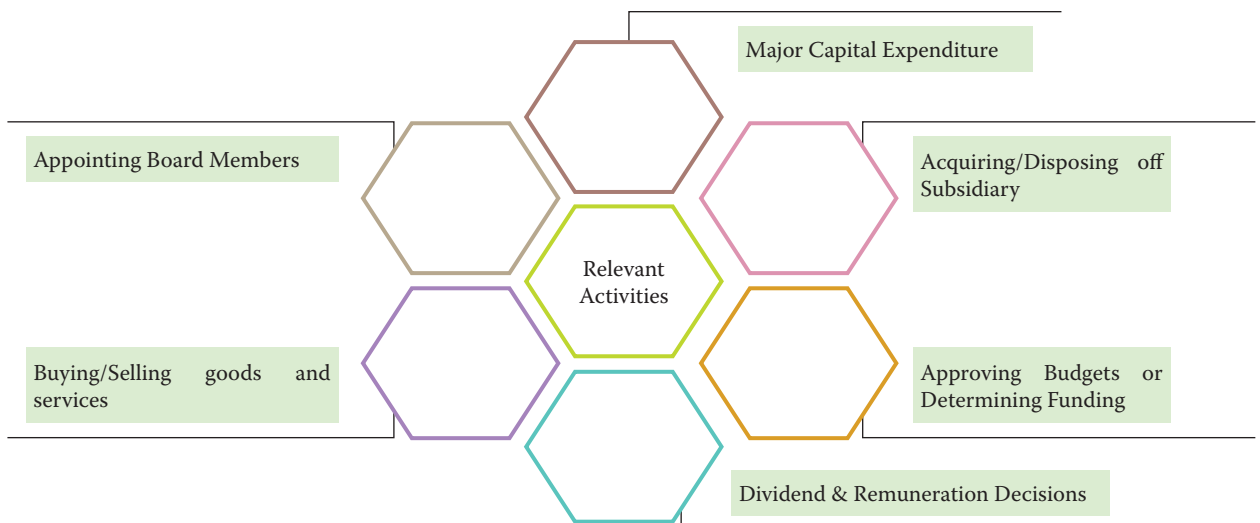 Major Capital Expenditure
Appointing Board Members
Acquiring/Disposing off
Subsidiary
Relevant
Activities
Buying/Selling goods and
services
Approving Budgets or
Determining Funding
Dividend & Remuneration Decisions